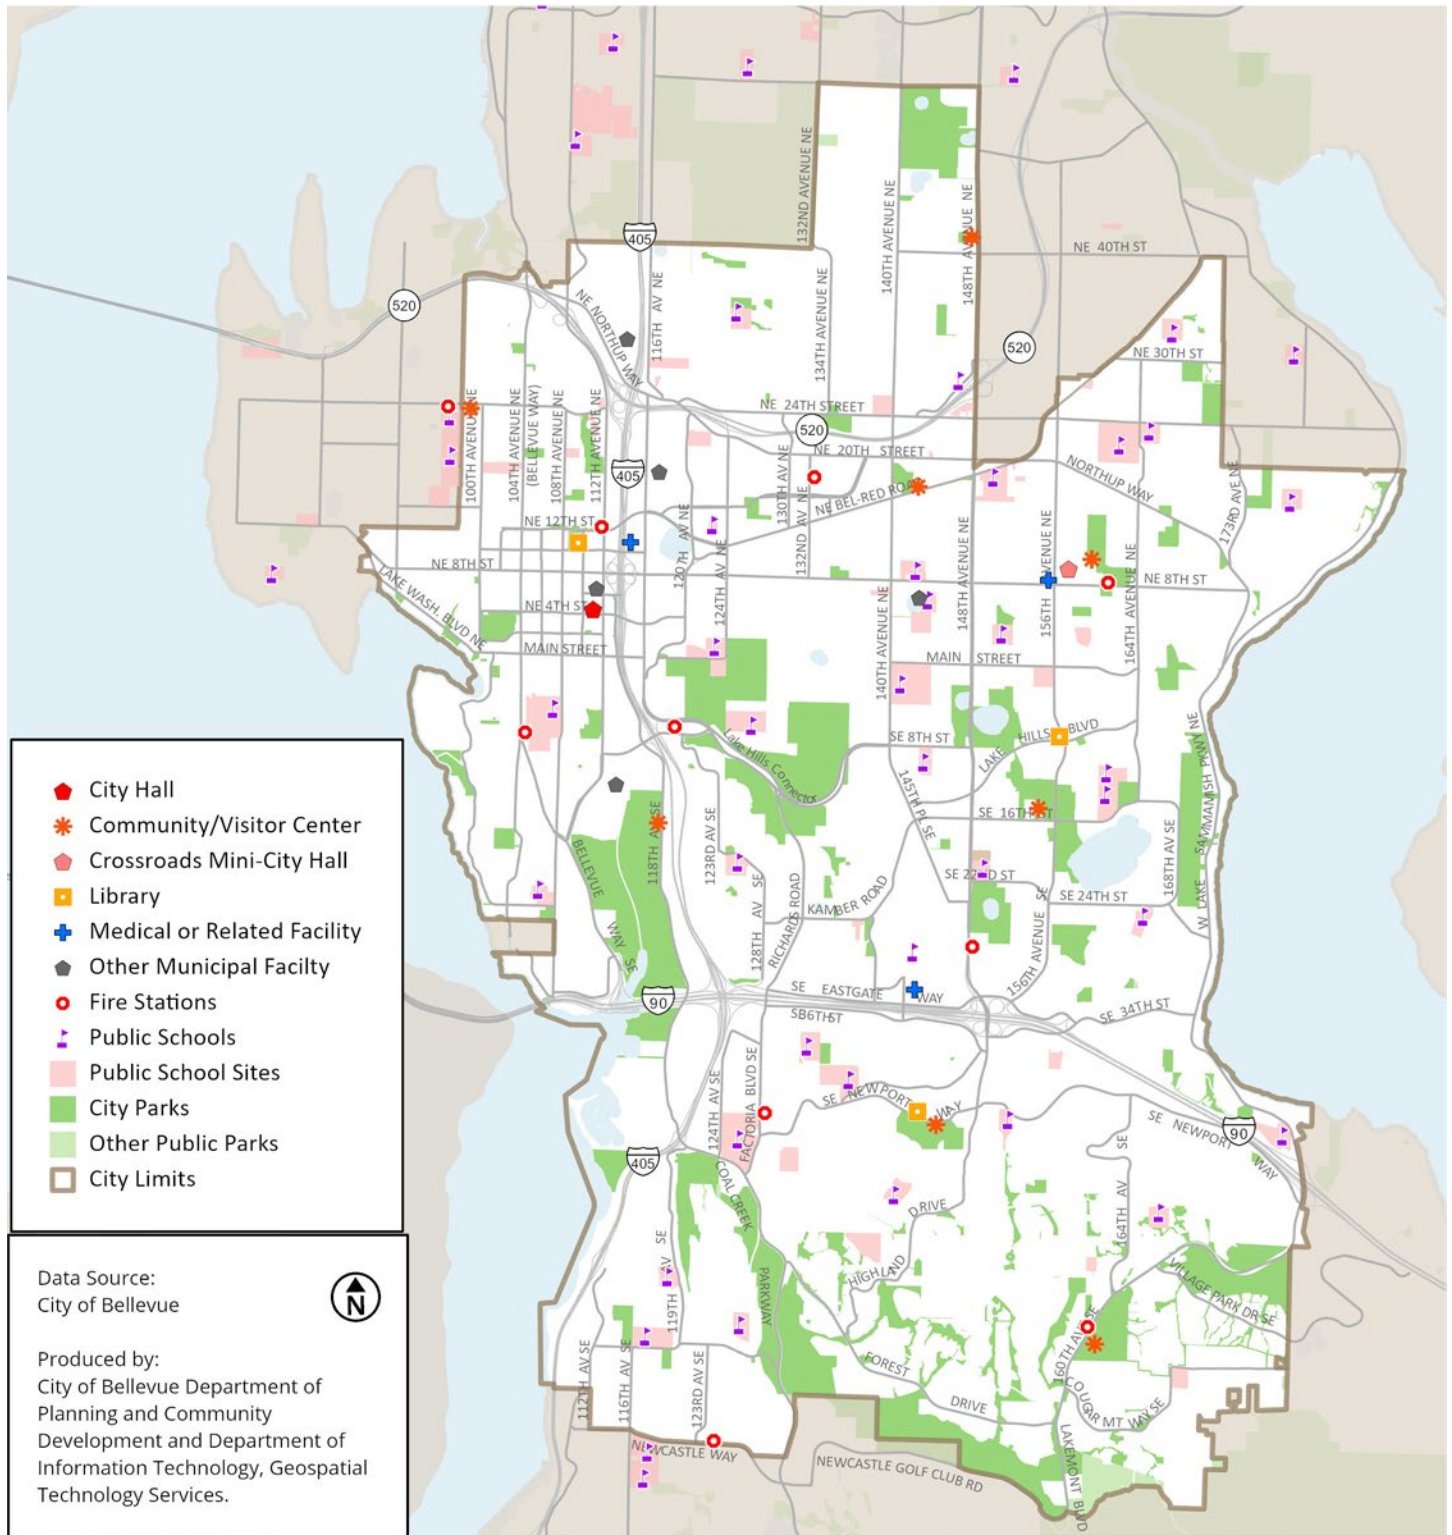 405
132ND AVENUE NE
140TH AVENUE NE
148TH AVENUE NE
NE 40TH ST
520
NE NORTHUP WAY
116TH AV NE
134TH AVENUE NE
520
NE 30TH ST
100TH AVENUE NE
104TH AVENUE NE
(BELLEVUE WAY)
108TH AVENUE NE
112TH AVENUE NE
NE 24TH STREET
520
NE 20TH STREET
405
130TH AV NE
132ND AV NE
NE BEL-RED ROAD
NORTHUP WAY
173RD AVE NE
NE 12TH ST
120TH AV NE
124TH AV NE
NE 8TH ST
LAKE WASH. BLVD NE
NE 4TH ST
MAIN STREET
140TH AVENUE NE
148TH AVENUE NE
156TH AVENUE NE
164TH AVENUE NE
NE 8TH ST
MAIN STREET
Lake Hills Connector
SE 8TH ST
LAKE HILLS BLVD
145TH PL SE
SE 16TH ST
W LAKE SAMMAMISH PKWY NE
118TH AV SE
123RD AV SE
BELLEVUE WAY SE
128TH AV SE
RICHARDS ROAD
KAMBER ROAD
SE 22ND ST
SE 24TH ST
168TH AV SE
156TH AVENUE SE
90
SE EASTGATE WAY
SB6TH ST
SE 34TH ST
124TH AV SE
FACTORIA BLVD SE
SE NEWPORT WAY
SE NEWPORT WAY
90
405
COAL CREEK PARKWAY
164TH AV SE
HIGHLAND DRIVE
119TH AV SE
VILLAGE PARK DR SE
160TH AVE SE
FOREST DRIVE
COUGAR MT WAY SE
112TH AV SE
116TH AV SE
123RD AV SE
LAKEMONT BLVD
NEWCASTLE WAY
NEWCASTLE GOLF CLUB RD
City Hall
Community/Visitor Center
Crossroads Mini-City Hall
Library
Medical or Related Facility
Other Municipal Facilty
Fire Stations
Public Schools
Public School Sites
City Parks
Other Public Parks
City Limits
Data Source:
City of Bellevue
N
Produced by:
City of Bellevue Department of
Planning and Community
Development and Department of
Information Technology, Geospatial
Technology Services.